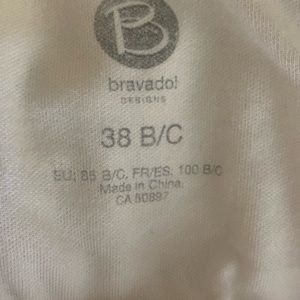 B
bravado!
DESIGNS
38 B/C
EU: 85 B/C, FR/ES: 100 B/C
Made in China.
CA 50897